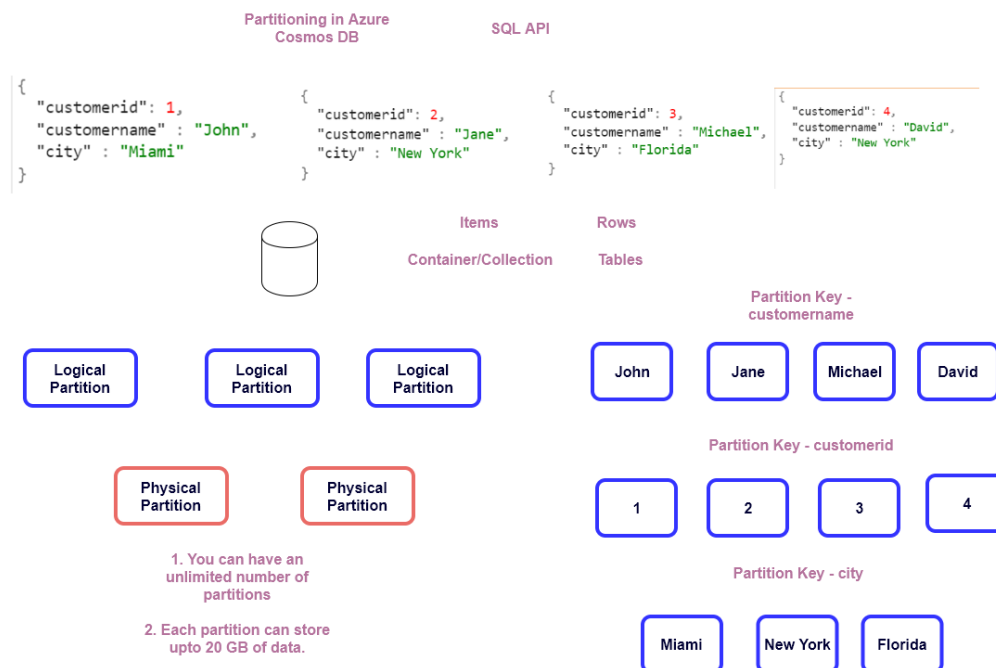 Partitioning in Azure
Cosmos DB
SQL API
{
"customerid": 1,
"customername" : "John",
"city" : "Miami"
}
{
"customerid": 2,
"customername" : "Jane",
"city" : "New York"
}
{
"customerid": 3,
"customername" : "Michael",
"city" : "Florida"
}
{
"customerid": 4,
"customername" : "David",
"city" : "New York"
}
Items
Rows
Container/Collection
Tables
Logical
Partition
Logical
Partition
Logical
Partition
Physical
Partition
Physical
Partition
1. You can have an
unlimited number of
partitions
2. Each partition can store
upto 20 GB of data.
Partition Key -
customername
John
Jane
Michael
David
Partition Key - customerid
1
2
3
4
Partition Key - city
Miami
New York
Florida